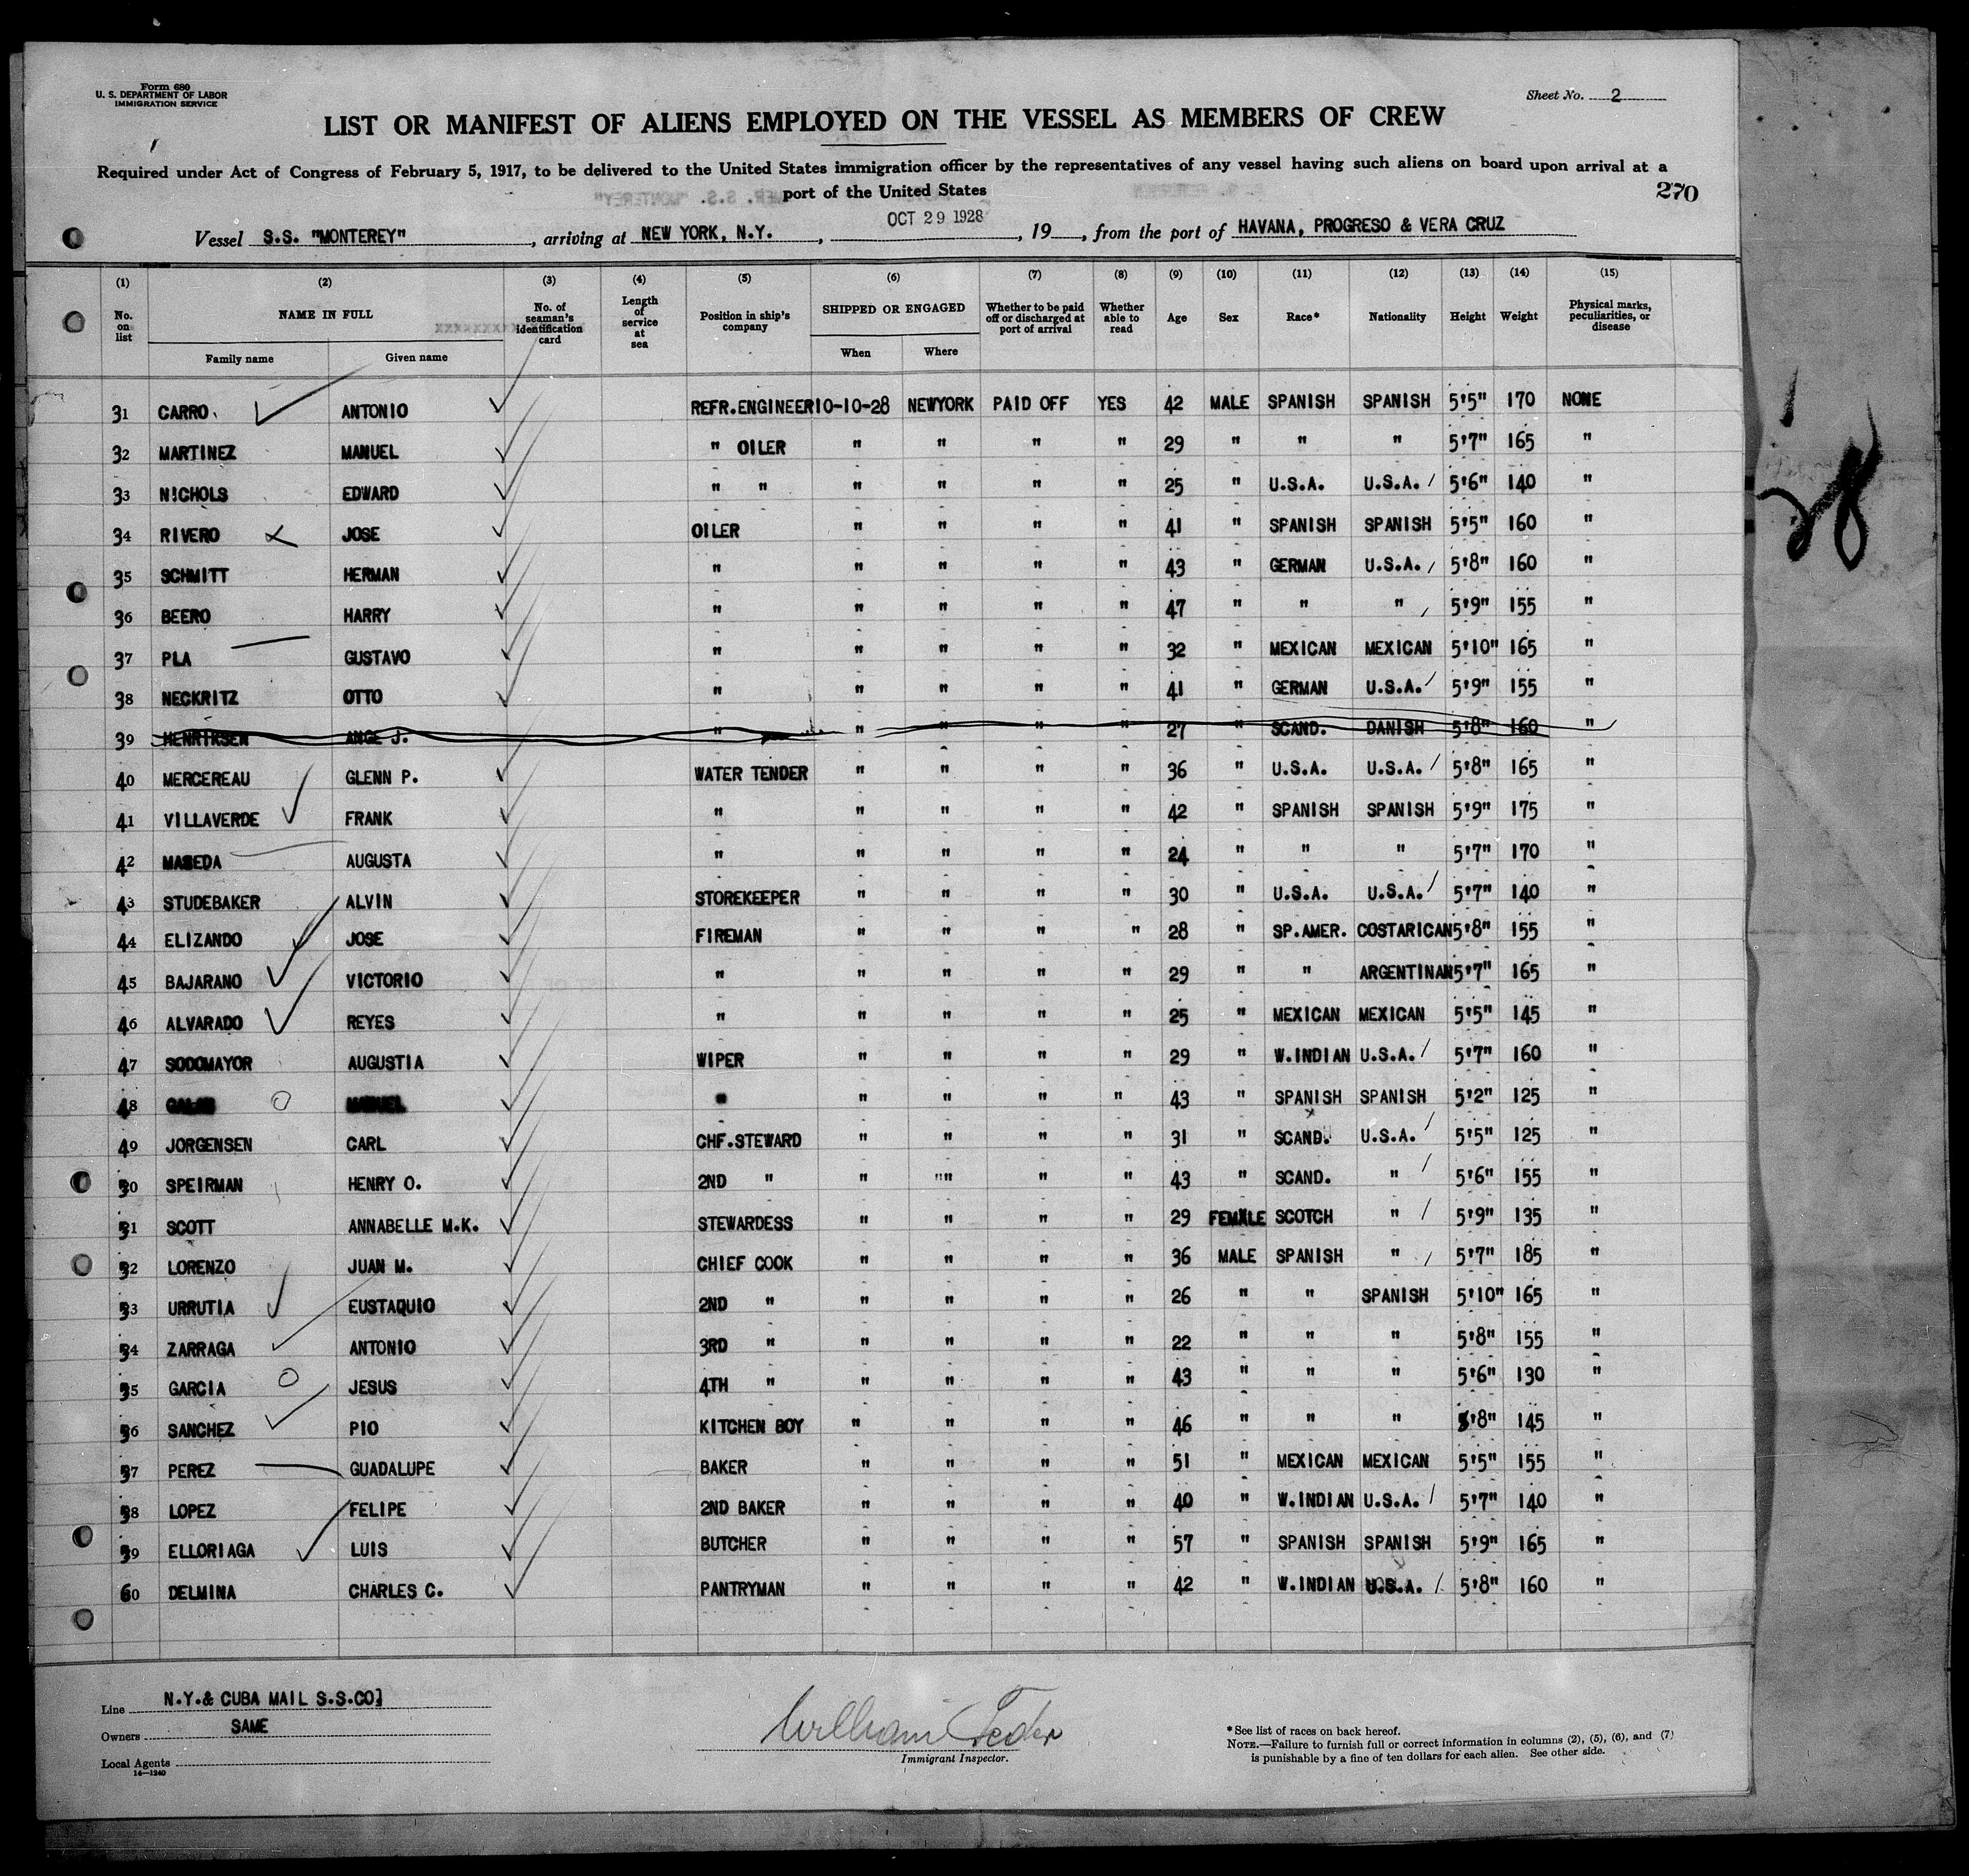 Form 680
U. S. DEPARTMENT OF LABOR
IMMIGRATION SERVICE
Sheet No. 2
LIST OR MANIFEST OF ALIENS EMPLOYED ON THE VESSEL AS MEMBERS OF CREW
Required under Act of Congress of February 5, 1917, to be delivered to the United States immigration officer by the representatives of any vessel having such aliens on board upon arrival at a
port of the United States
270
Vessel S.S. "MONTEREY", arriving at NEW YORK, N.Y., OCT 29 1928, 19, from the port of HAVANA, PROGRESO & VERA CRUZ
(1) (2) (3) (4) (5) (6) (7) (8) (9) (10) (11) (12) (13) (14) (15)
No. on list NAME IN FULL No. of seaman's identification card Length of service at sea Position in ship's company SHIPPED OR ENGAGED Whether to be paid off or discharged at port of arrival Whether able to read Age Sex Race* Nationality Height Weight Physical marks, peculiarities, or disease
Family name Given name When Where
31 CARRO ANTONIO REFR.ENGINEER 10-10-28 NEWYORK PAID OFF YES 42 MALE SPANISH SPANISH 5'5" 170 NONE
32 MARTINEZ MANUEL " OILER " " " " 29 " " " 5'7" 165 "
33 NICHOLS EDWARD " " " " " " 25 " U.S.A. U.S.A. 5'6" 140 "
34 RIVERO JOSE OILER " " " " 41 " SPANISH SPANISH 5'5" 160 "
35 SCHMITT HERMAN " " " " " 43 " GERMAN U.S.A. 5'8" 160 "
36 BEERO HARRY " " " " " 47 " " " 5'9" 155 "
37 PLA GUSTAVO " " " " " 32 " MEXICAN MEXICAN 5'10" 165 "
38 NECKRITZ OTTO " " " " " 41 " GERMAN U.S.A. 5'9" 155 "
39 HENRIKSEN ANGE J. " " " " " 27 " SCAND. DANISH 5'8" 160 "
40 MERCEREAU GLENN P. WATER TENDER " " " " 36 " U.S.A. U.S.A. 5'8" 165 "
41 VILLAVERDE FRANK " " " " " 42 " SPANISH SPANISH 5'9" 175 "
42 MASEDA AUGUSTA " " " " " 24 " " " 5'7" 170 "
43 STUDEBAKER ALVIN STOREKEEPER " " " " 30 " U.S.A. U.S.A. 5'7" 140 "
44 ELIZANDO JOSE FIREMAN " " " " 28 " SP.AMER. COSTARICAN 5'8" 155 "
45 BAJARANO VICTORIO " " " " " 29 " " ARGENTINAN 5'7" 165 "
46 ALVARADO REYES " " " " " 25 " MEXICAN MEXICAN 5'5" 145 "
47 SODOMAYOR AUGUSTIA WIPER " " " " 29 " W.INDIAN U.S.A. 5'7" 160 "
48 MANUEL " " " " " 43 " SPANISH SPANISH 5'2" 125 "
49 JORGENSEN CARL CHF.STEWARD " " " " 31 " SCAND. U.S.A. 5'5" 125 "
50 SPEIRMAN HENRY O. 2ND " " "" " " 43 " SCAND. " 5'6" 155 "
51 SCOTT ANNABELLE M.K. STEWARDESS " " " " 29 FEMALE SCOTCH " 5'9" 135 "
52 LORENZO JUAN M. CHIEF COOK " " " " 36 MALE SPANISH " 5'7" 185 "
53 URRUTIA EUSTAQUIO 2ND " " " " " 26 " " SPANISH 5'10" 165 "
54 ZARRAGA ANTONIO 3RD " " " " " 22 " " " 5'8" 155 "
55 GARCIA JESUS 4TH " " " " " 43 " " " 5'6" 130 "
56 SANCHEZ PIO KITCHEN BOY " " " " 46 " " " 5'8" 145 "
57 PEREZ GUADALUPE BAKER " " " " 51 " MEXICAN MEXICAN 5'5" 155 "
58 LOPEZ FELIPE 2ND BAKER " " " " 40 " W.INDIAN U.S.A. 5'7" 140 "
59 ELLORIAGA LUIS BUTCHER " " " " 57 " SPANISH SPANISH 5'9" 165 "
60 DELMINA CHARLES C. PANTRYMAN " " " " 42 " W.INDIAN U.S.A. 5'8" 160 "
28
Line N.Y.& CUBA MAIL S.S.CO]
Owners SAME
Local Agents
14—1240
William Feder
Immigrant Inspector.
*See list of races on back hereof.
NOTE.—Failure to furnish full or correct information in columns (2), (5), (6), and (7)
is punishable by a fine of ten dollars for each alien. See other side.